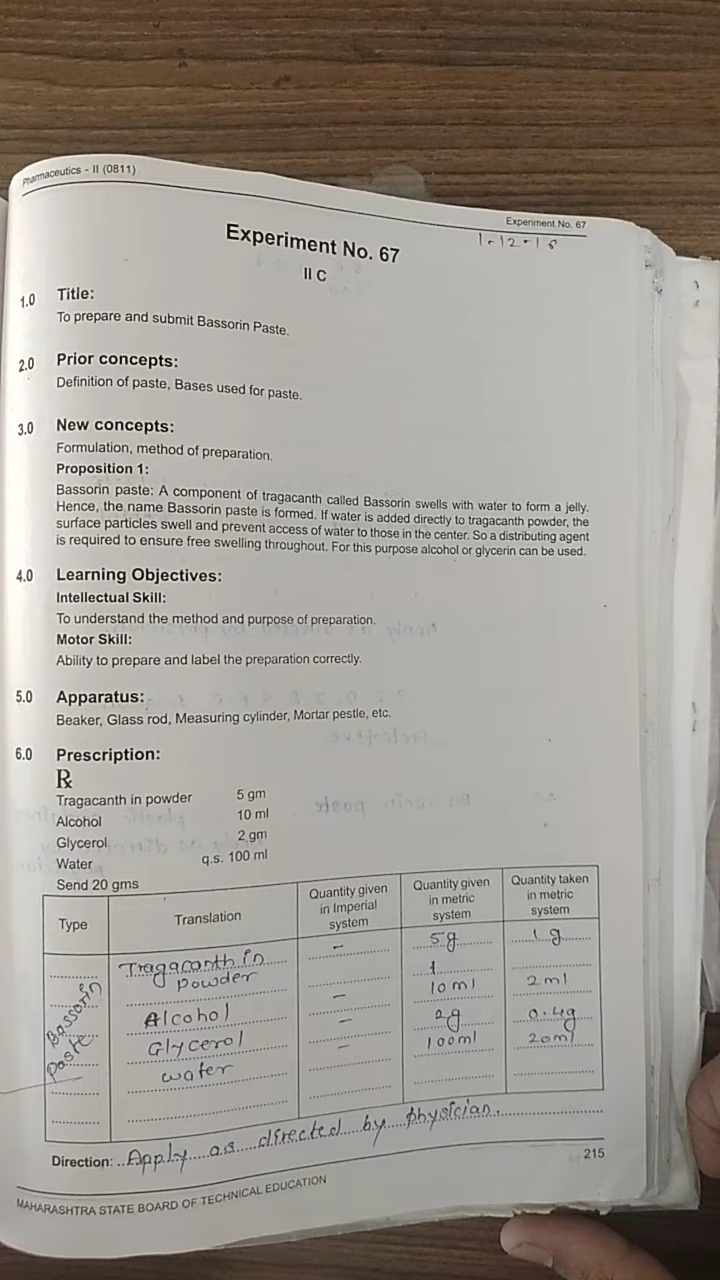 Pharmaceutics - II (0811)
Experiment No. 67
1-12-18
Experiment No. 67
II C
1.0 Title:
To prepare and submit Bassorin Paste.
2.0 Prior concepts:
Definition of paste, Bases used for paste.
3.0 New concepts:
Formulation, method of preparation.
Proposition 1:
Bassorin paste: A component of tragacanth called Bassorin swells with water to form a jelly.
Hence, the name Bassorin paste is formed. If water is added directly to tragacanth powder, the
surface particles swell and prevent access of water to those in the center. So a distributing agent
is required to ensure free swelling throughout. For this purpose alcohol or glycerin can be used.
4.0 Learning Objectives:
Intellectual Skill:
To understand the method and purpose of preparation.
Motor Skill:
Ability to prepare and label the preparation correctly.
5.0 Apparatus:
Beaker, Glass rod, Measuring cylinder, Mortar pestle, etc.
6.0 Prescription:
℞
Tragacanth in powder 5 gm
Alcohol 10 ml
Glycerol 2 gm
Water q.s. 100 ml
Send 20 gms
Type Translation Quantity given in Imperial system Quantity given in metric system Quantity taken in metric system
Bassorin Paste
Tragacanth in powder - 5g 1g
Alcohol - 10ml 2ml
Glycerol - 2g 0.4g
water - 100ml 20ml
Direction: Apply as directed by physician.
215
MAHARASHTRA STATE BOARD OF TECHNICAL EDUCATION